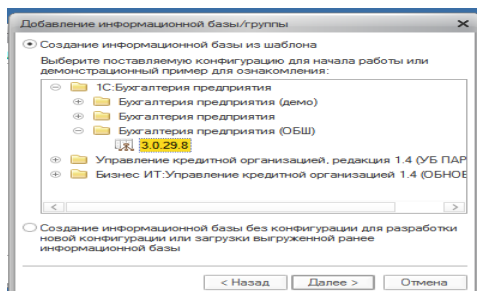 Добавление информационной базы/группы
Создание информационной базы из шаблона
Выберите поставляемую конфигурацию для начала работы или
демонстрационный пример для ознакомления:
1С:Бухгалтерия предприятия
Бухгалтерия предприятия (демо)
Бухгалтерия предприятия
Бухгалтерия предприятия (ОБШ)
3.0.29.8
Управление кредитной организацией, редакция 1.4 (УБ ПАР
Бизнес ИТ:Управление кредитной организацией 1.4 (ОБНОЕ
Создание информационной базы без конфигурации для разработки
новой конфигурации или загрузки выгруженной ранее
информационной базы
< Назад Далее > Отмена